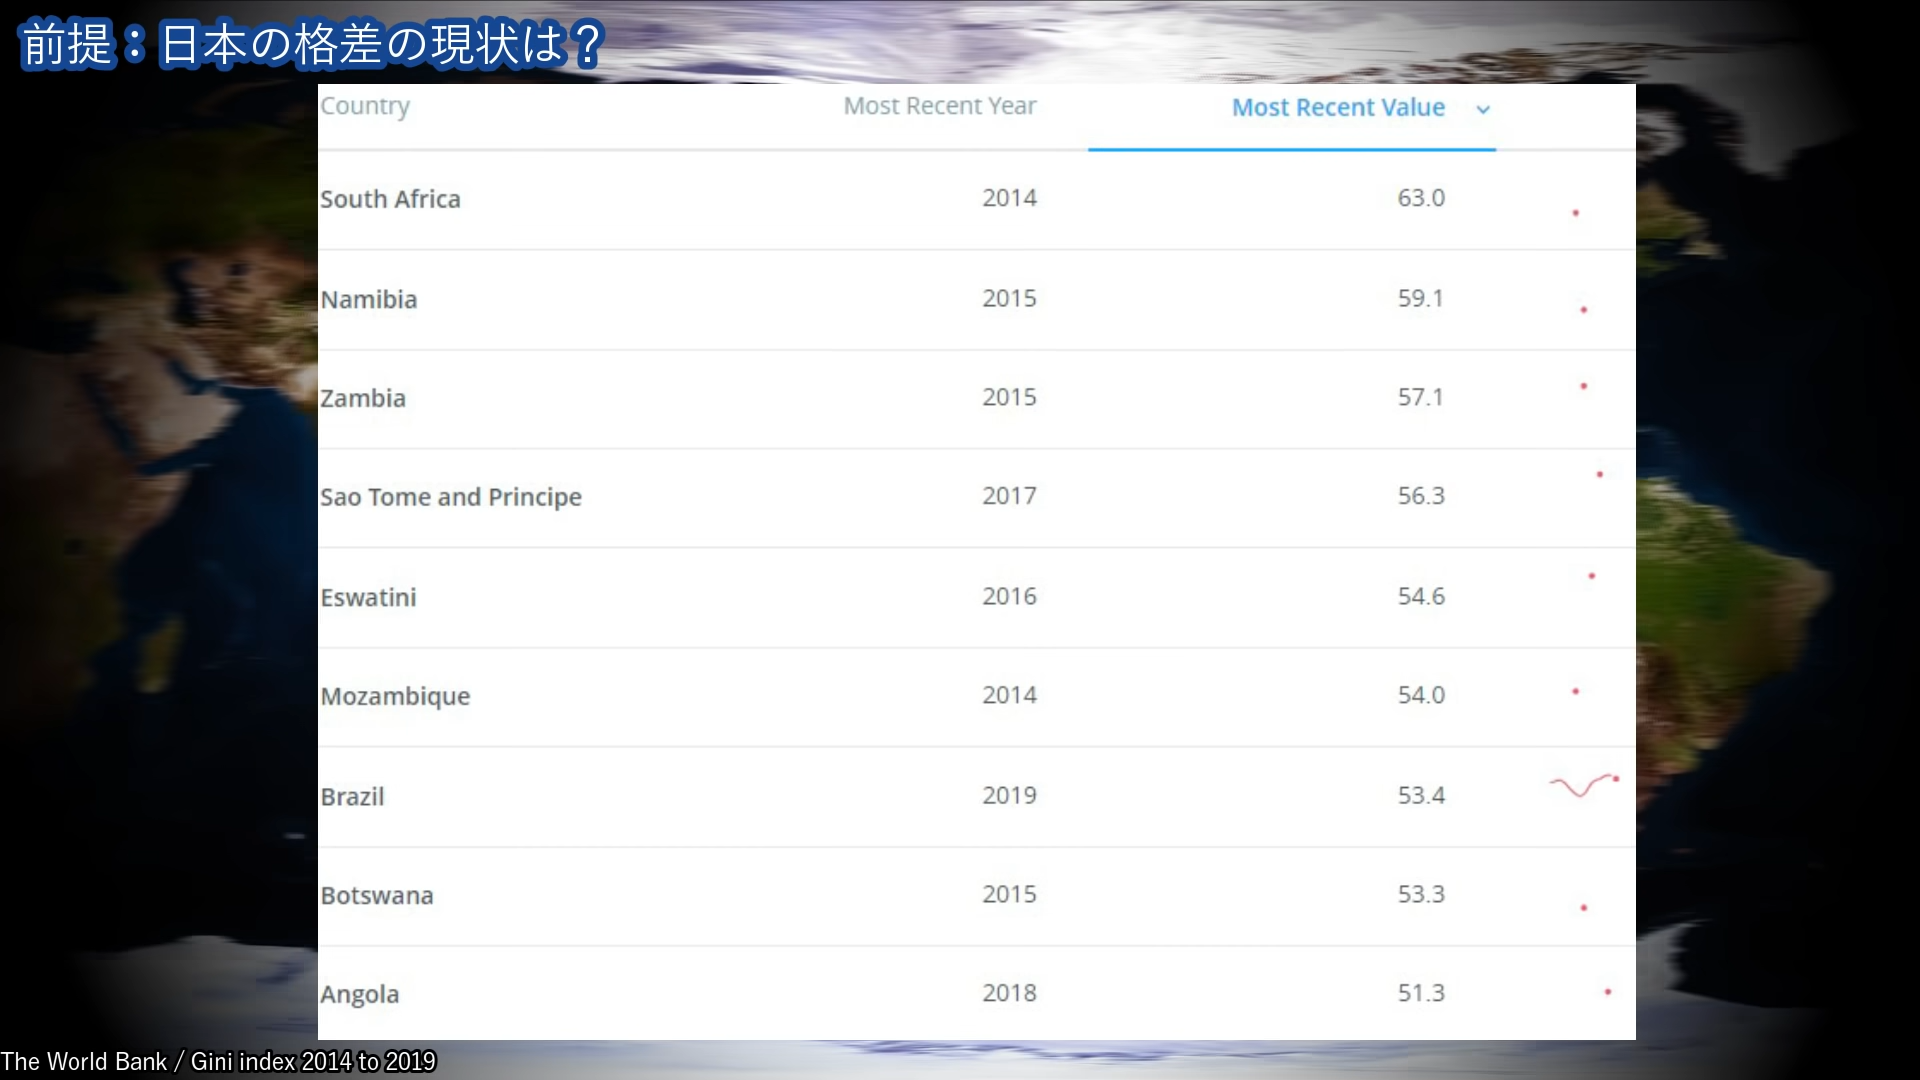 前提：日本の格差の現状は？
Country Most Recent Year Most Recent Value
South Africa 2014 63.0
Namibia 2015 59.1
Zambia 2015 57.1
Sao Tome and Principe 2017 56.3
Eswatini 2016 54.6
Mozambique 2014 54.0
Brazil 2019 53.4
Botswana 2015 53.3
Angola 2018 51.3
The World Bank / Gini index 2014 to 2019